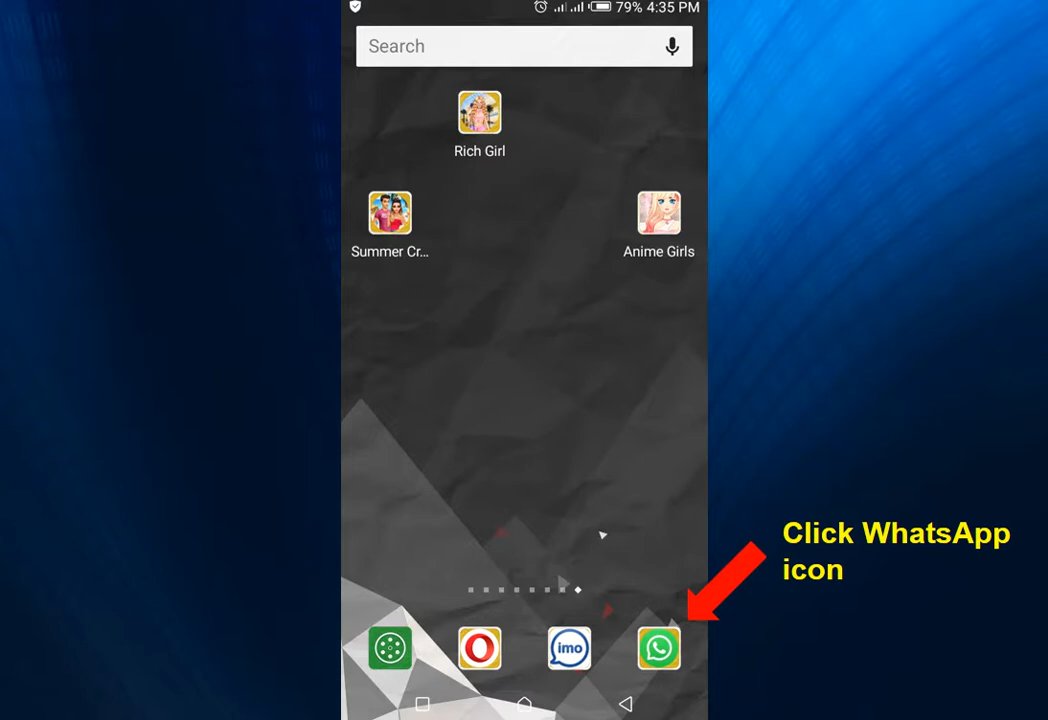 79% 4:35 PM
Search
Rich Girl
Summer Cr...
Anime Girls
Click WhatsApp
icon
imo